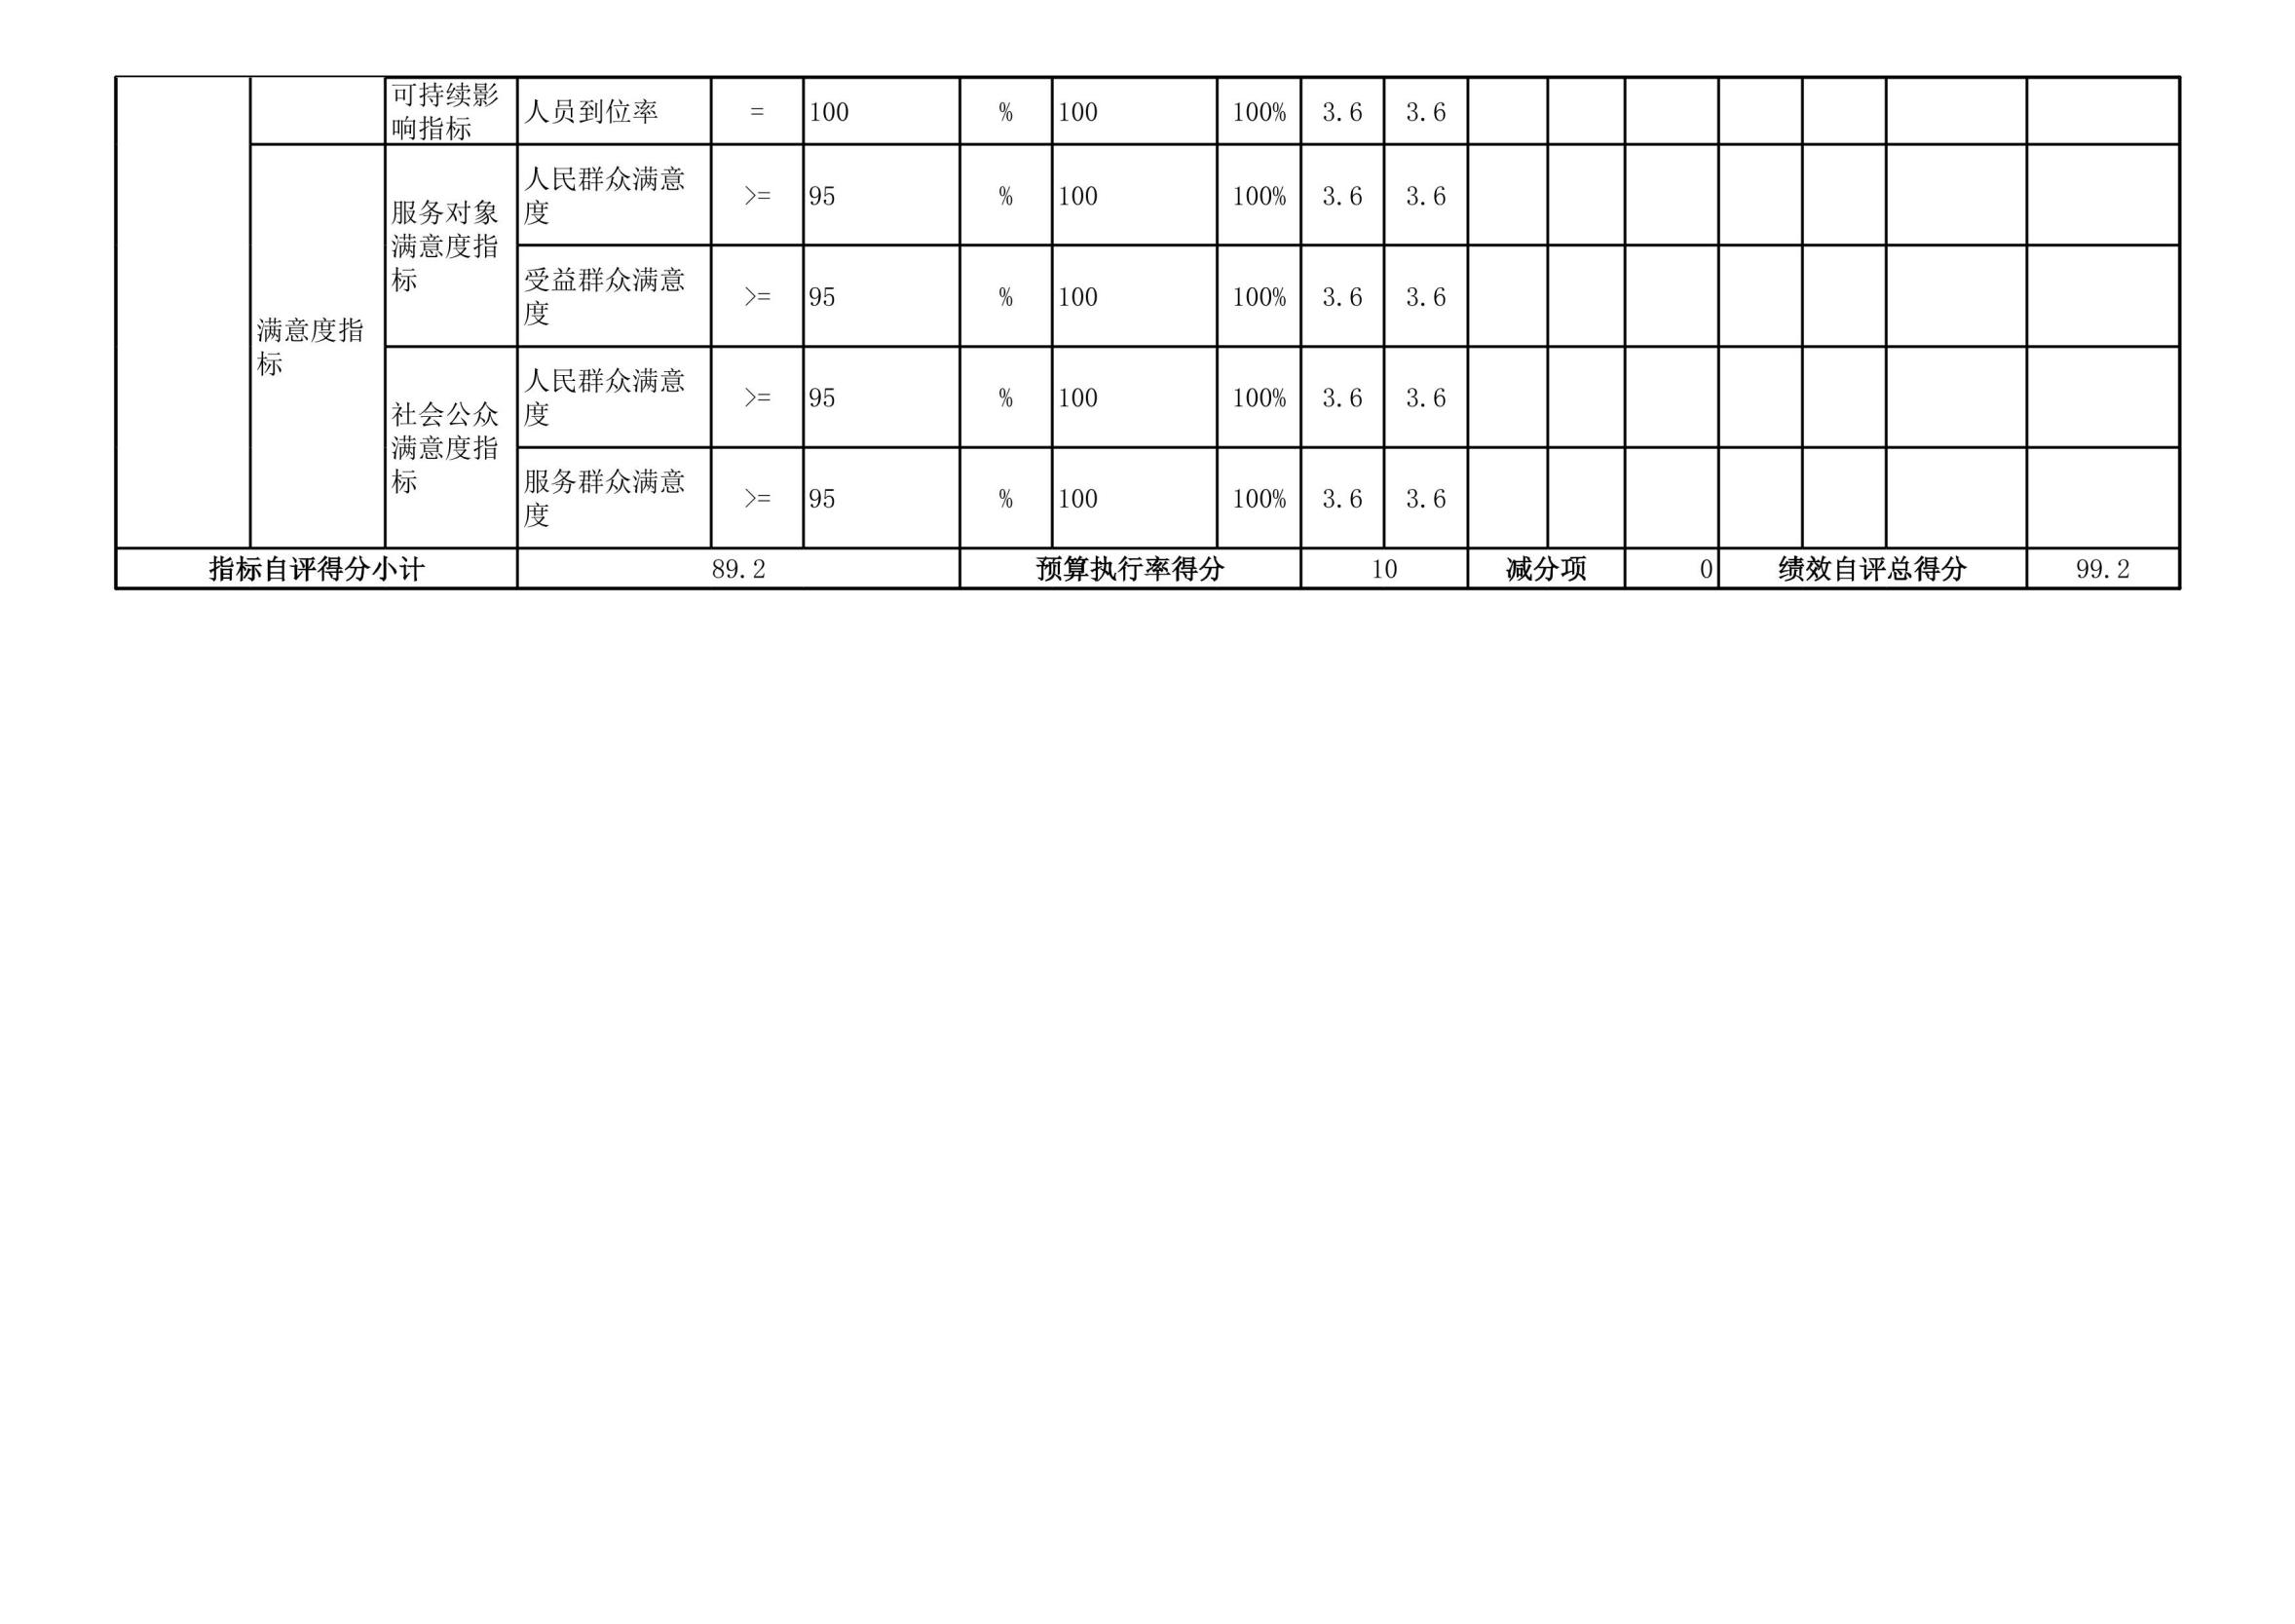 可持续影
响指标
人员到位率
=
100
%
100
100%
3.6
3.6
满意度指
标
服务对象
满意度指
标
人民群众满意
度
>=
95
%
100
100%
3.6
3.6
受益群众满意
度
>=
95
%
100
100%
3.6
3.6
社会公众
满意度指
标
人民群众满意
度
>=
95
%
100
100%
3.6
3.6
服务群众满意
度
>=
95
%
100
100%
3.6
3.6
指标自评得分小计
89.2
预算执行率得分
10
减分项
0
绩效自评总得分
99.2